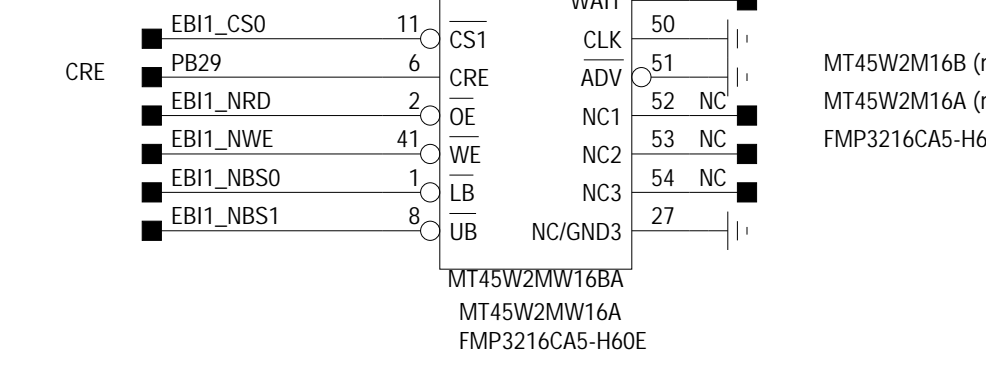 EBI1_CS0 11 CS1 CLK 50
CRE PB29 6 CRE ADV 51 MT45W2M16B
EBI1_NRD 2 OE NC1 52 NC MT45W2M16A
EBI1_NWE 41 WE NC2 53 NC FMP3216CA5-H6
EBI1_NBS0 1 LB NC3 54 NC
EBI1_NBS1 8 UB NC/GND3 27
MT45W2MW16BA
MT45W2MW16A
FMP3216CA5-H60E